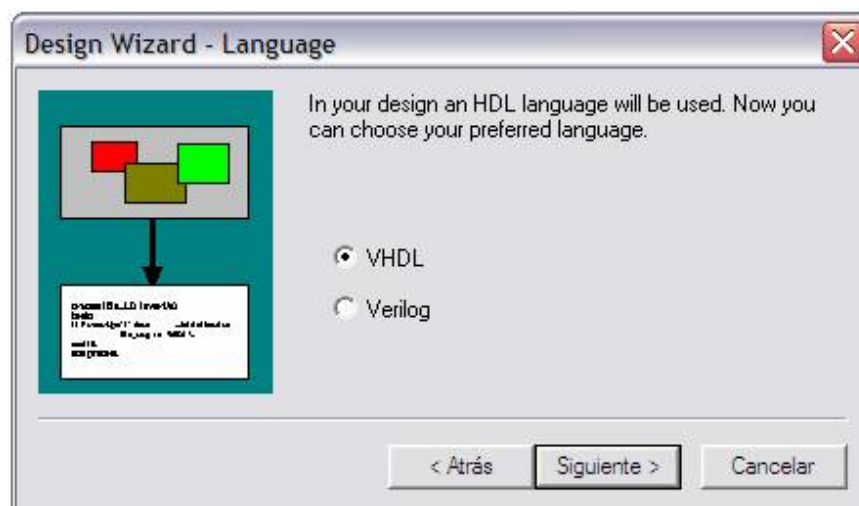 Design Wizard - Language
In your design an HDL language will be used. Now you
can choose your preferred language.
VHDL
Verilog
< Atrás
Siguiente >
Cancelar